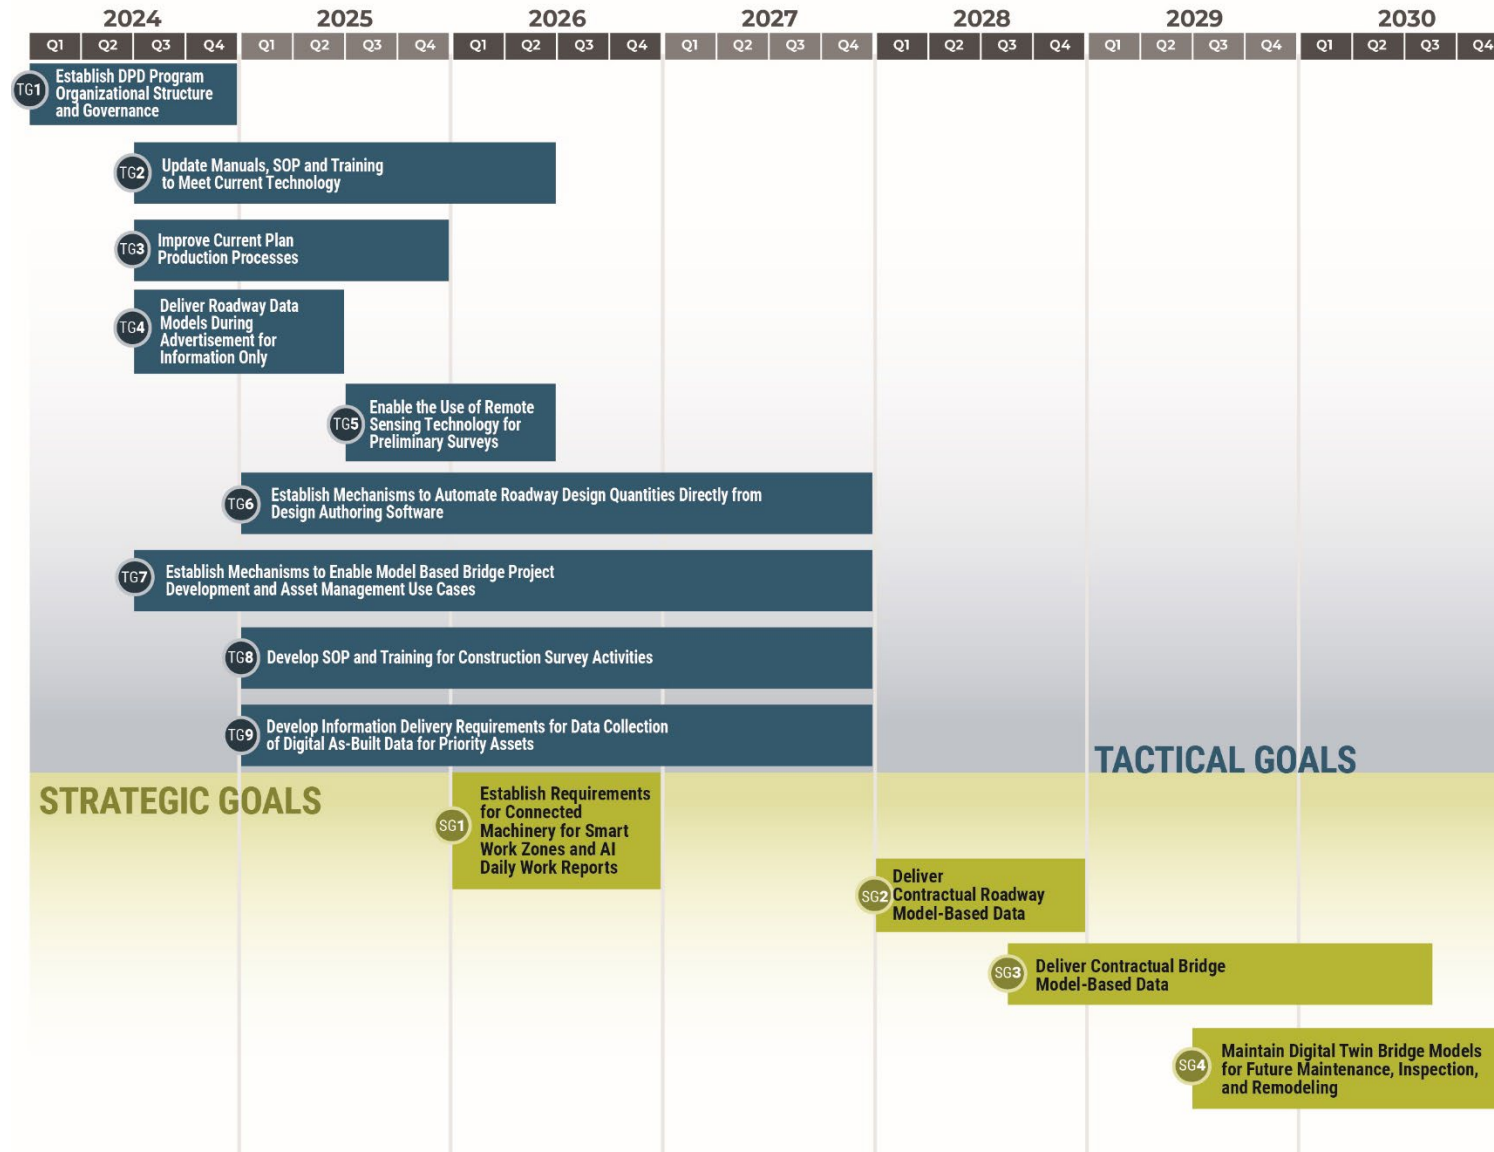 2024 2025 2026 2027 2028 2029 2030
Q1 Q2 Q3 Q4 Q1 Q2 Q3 Q4 Q1 Q2 Q3 Q4 Q1 Q2 Q3 Q4 Q1 Q2 Q3 Q4 Q1 Q2 Q3 Q4 Q1 Q2 Q3 Q4
TG1
Establish DPD Program
Organizational Structure
and Governance
TG2
Update Manuals, SOP and Training
to Meet Current Technology
TG3
Improve Current Plan
Production Processes
TG4
Deliver Roadway Data
Models During
Advertisement for
Information Only
TG5
Enable the Use of Remote
Sensing Technology for
Preliminary Surveys
TG6
Establish Mechanisms to Automate Roadway Design Quantities Directly from
Design Authoring Software
TG7
Establish Mechanisms to Enable Model Based Bridge Project
Development and Asset Management Use Cases
TG8
Develop SOP and Training for Construction Survey Activities
TG9
Develop Information Delivery Requirements for Data Collection
of Digital As-Built Data for Priority Assets
TACTICAL GOALS
STRATEGIC GOALS
SG1
Establish Requirements
for Connected
Machinery for Smart
Work Zones and AI
Daily Work Reports
SG2
Deliver
Contractual Roadway
Model-Based Data
SG3
Deliver Contractual Bridge
Model-Based Data
SG4
Maintain Digital Twin Bridge Models
for Future Maintenance, Inspection,
and Remodeling